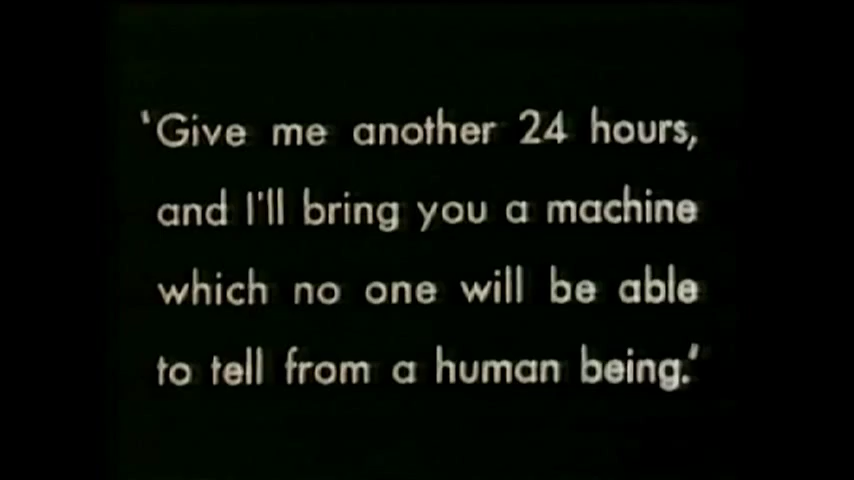 'Give me another 24 hours,
and I'll bring you a machine
which no one will be able
to tell from a human being.'